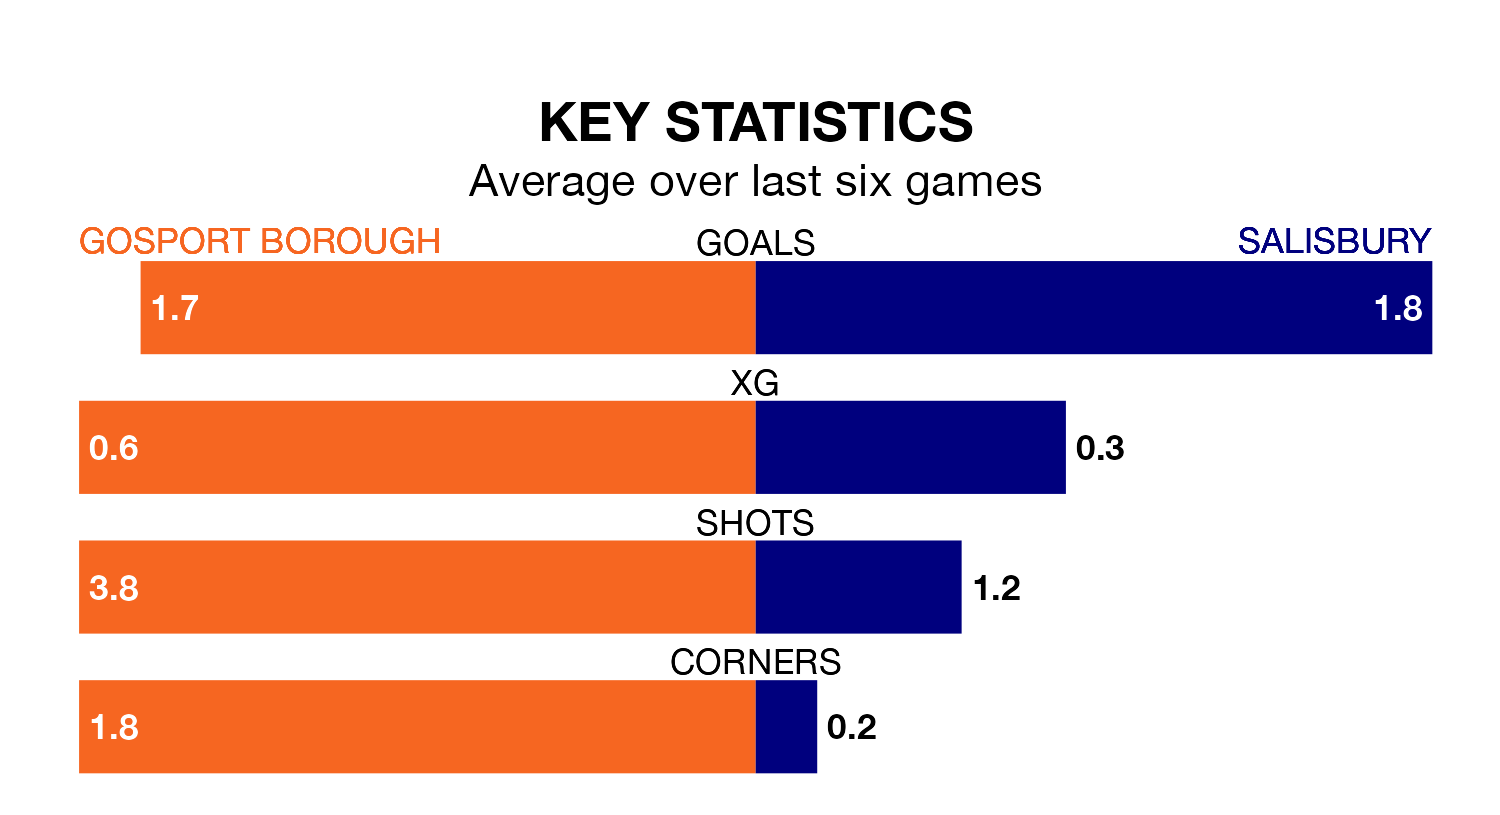 KEY STATISTICS
Average over last six games
GOSPORT BOROUGH GOALS SALISBURY
1.7 1.8
XG
0.6 0.3
SHOTS
3.8 1.2
CORNERS
1.8 0.2